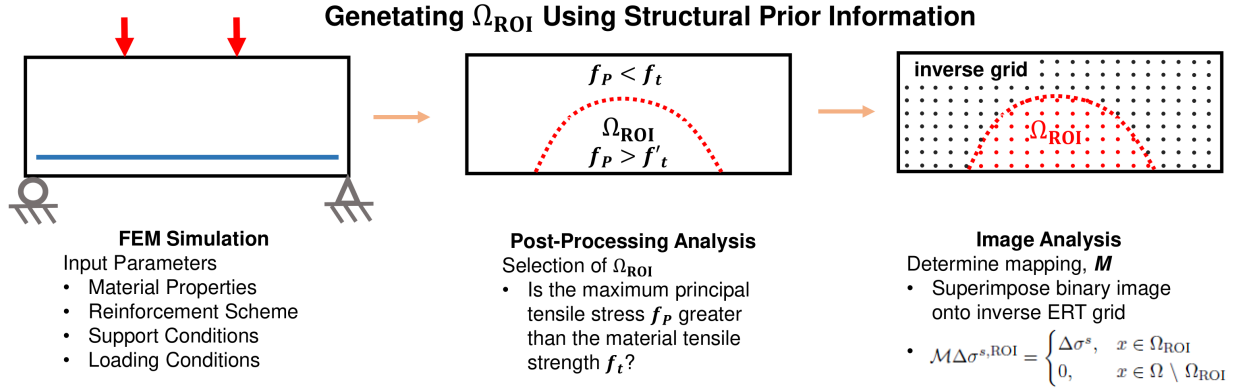 Genetating Ω_ROI Using Structural Prior Information
f_P < f_t
Ω_ROI
f_P > f'_t
inverse grid
Ω_ROI
FEM Simulation
Input Parameters
• Material Properties
• Reinforcement Scheme
• Support Conditions
• Loading Conditions
Post-Processing Analysis
Selection of Ω_ROI
• Is the maximum principal
tensile stress f_P greater
than the material tensile
strength f_t?
Image Analysis
Determine mapping, M
• Superimpose binary image
onto inverse ERT grid
• ℳΔσ^{s,ROI} = { Δσ^s, x ∈ Ω_ROI
0, x ∈ Ω \ Ω_ROI